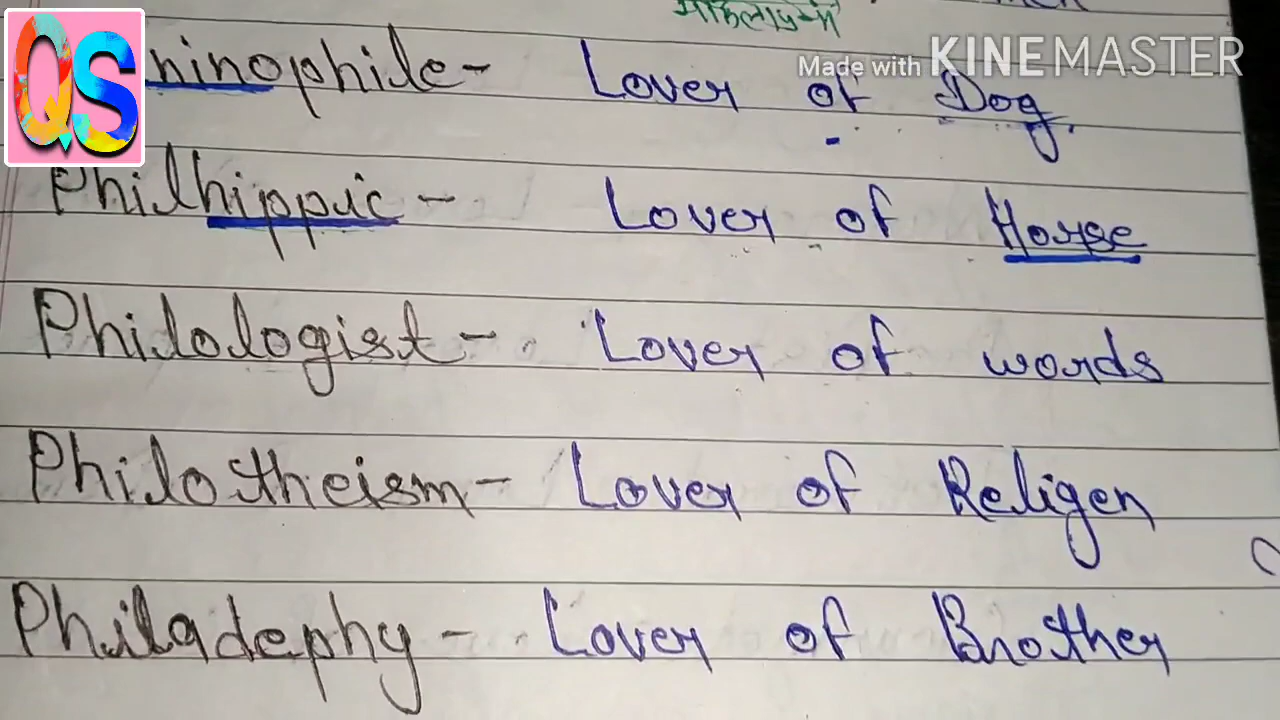 QS
Made with KINEMASTER
ninophile - Lover of Dog
Philhippic - Lover of Horse
Philologist - Lover of words
Philotheism - Lover of Religen
Philadephy - Lover of Brother